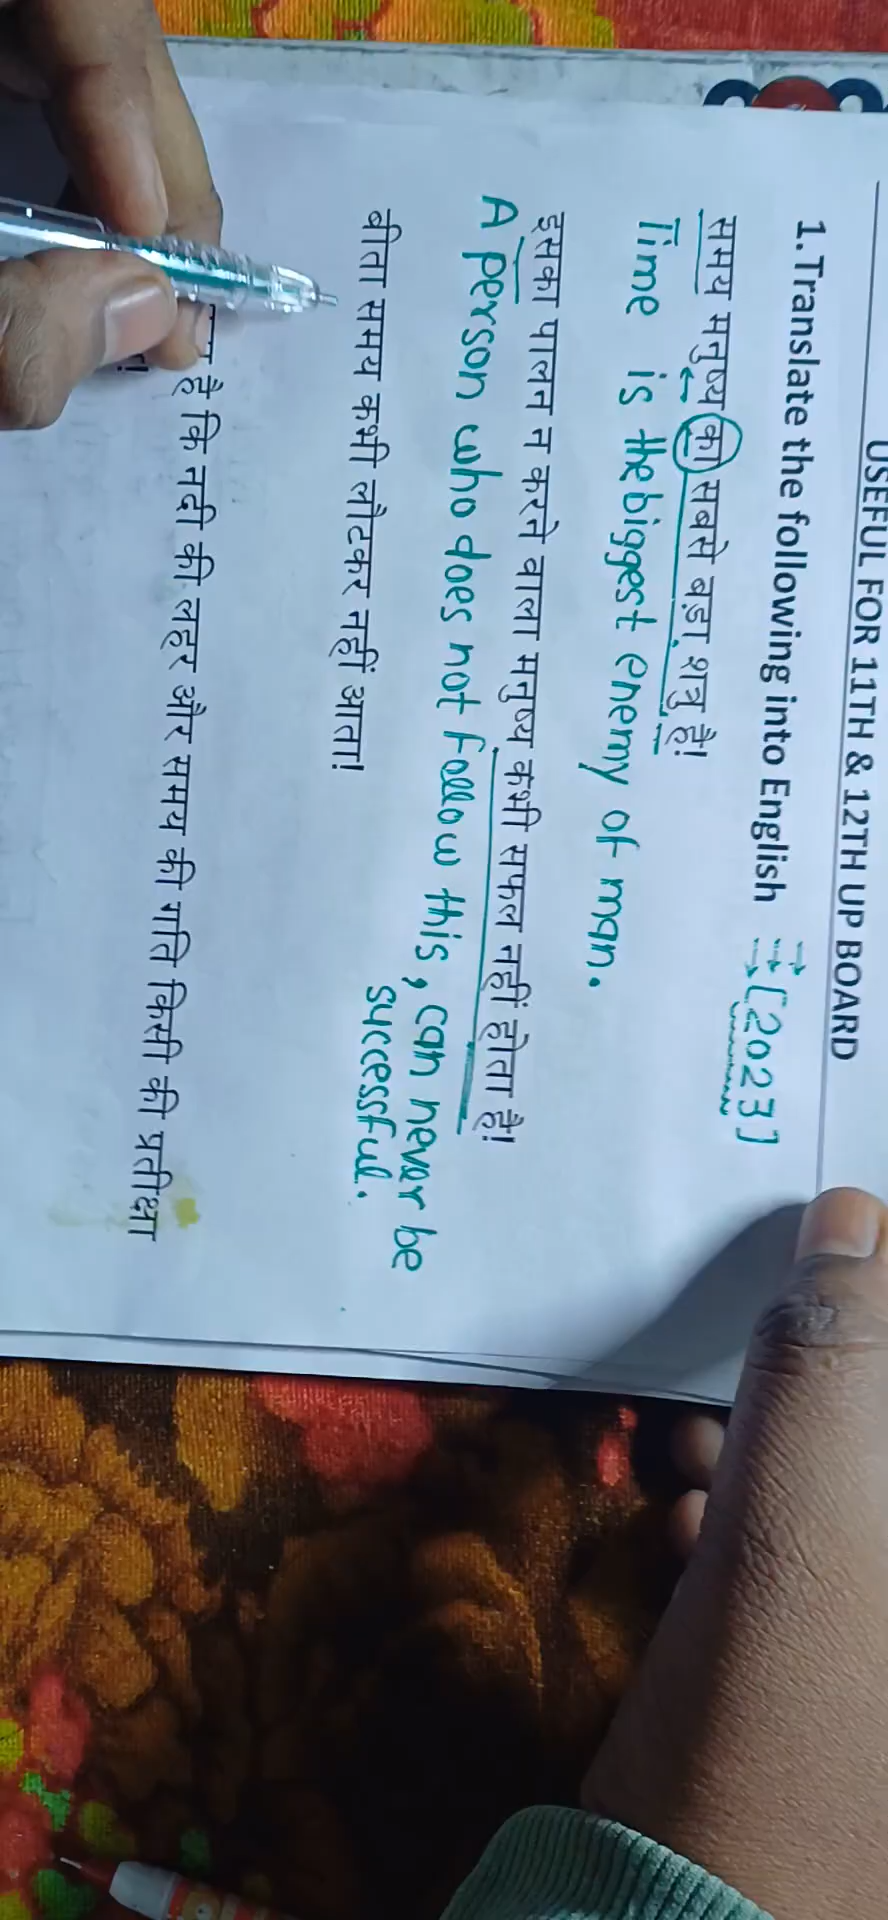 USEFUL FOR 11TH & 12TH UP BOARD
1.Translate the following into English ⇉ [2023]
समय मनुष्य का सबसे बड़ा शत्रु है!
Time is the biggest enemy of man.
इसका पालन न करने वाला मनुष्य कभी सफल नहीं होता है!
A person who does not follow this, can never be
successful.
बीता समय कभी लौटकर नहीं आता!
है कि नदी की लहर और समय की गति किसी की प्रतीक्षा